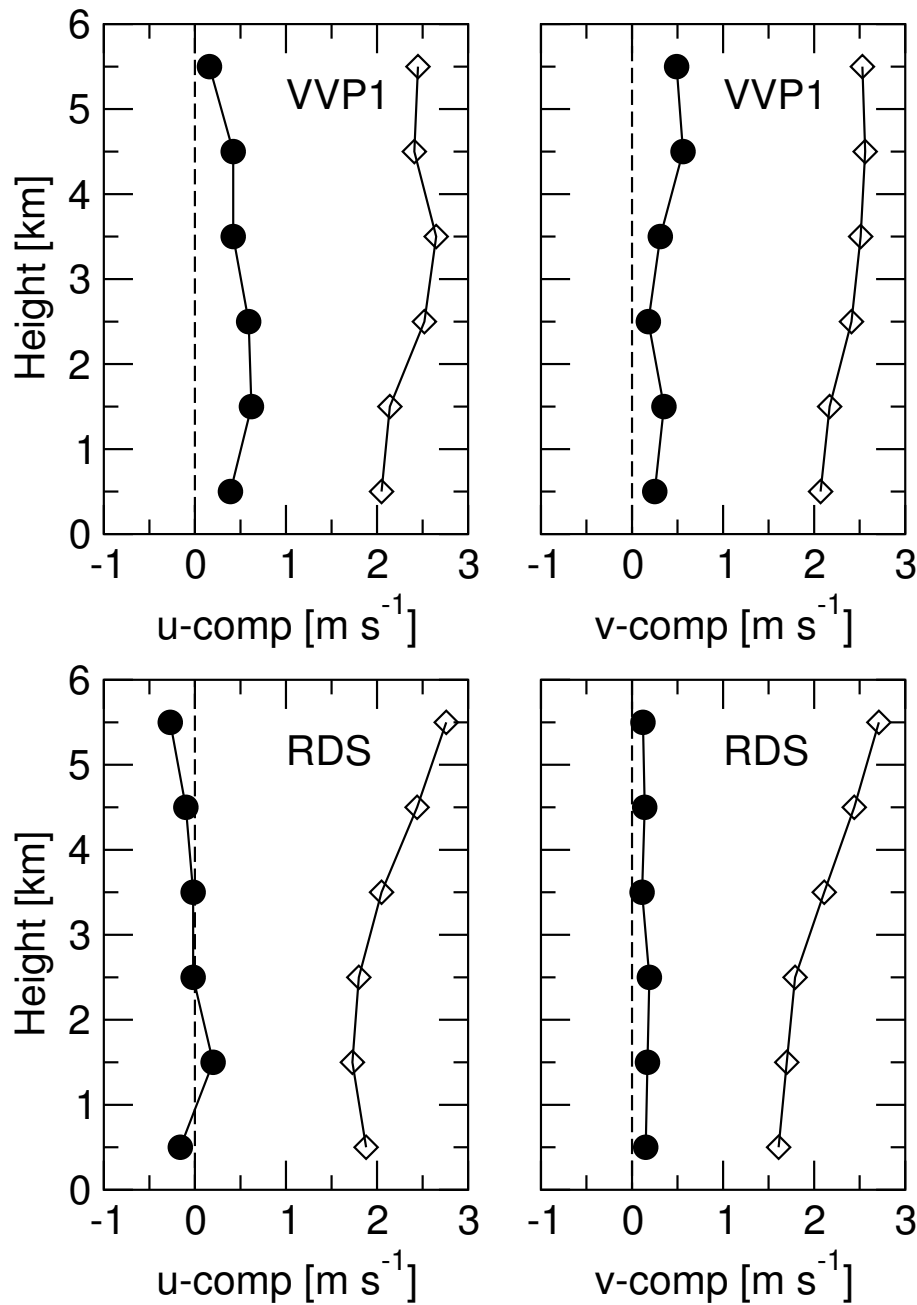 6
5
4
3
2
1
0
Height [km]
VVP1
-1 0 1 2 3
u-comp [m s-1]
VVP1
-1 0 1 2 3
v-comp [m s-1]
6
5
4
3
2
1
0
Height [km]
RDS
-1 0 1 2 3
u-comp [m s-1]
RDS
-1 0 1 2 3
v-comp [m s-1]